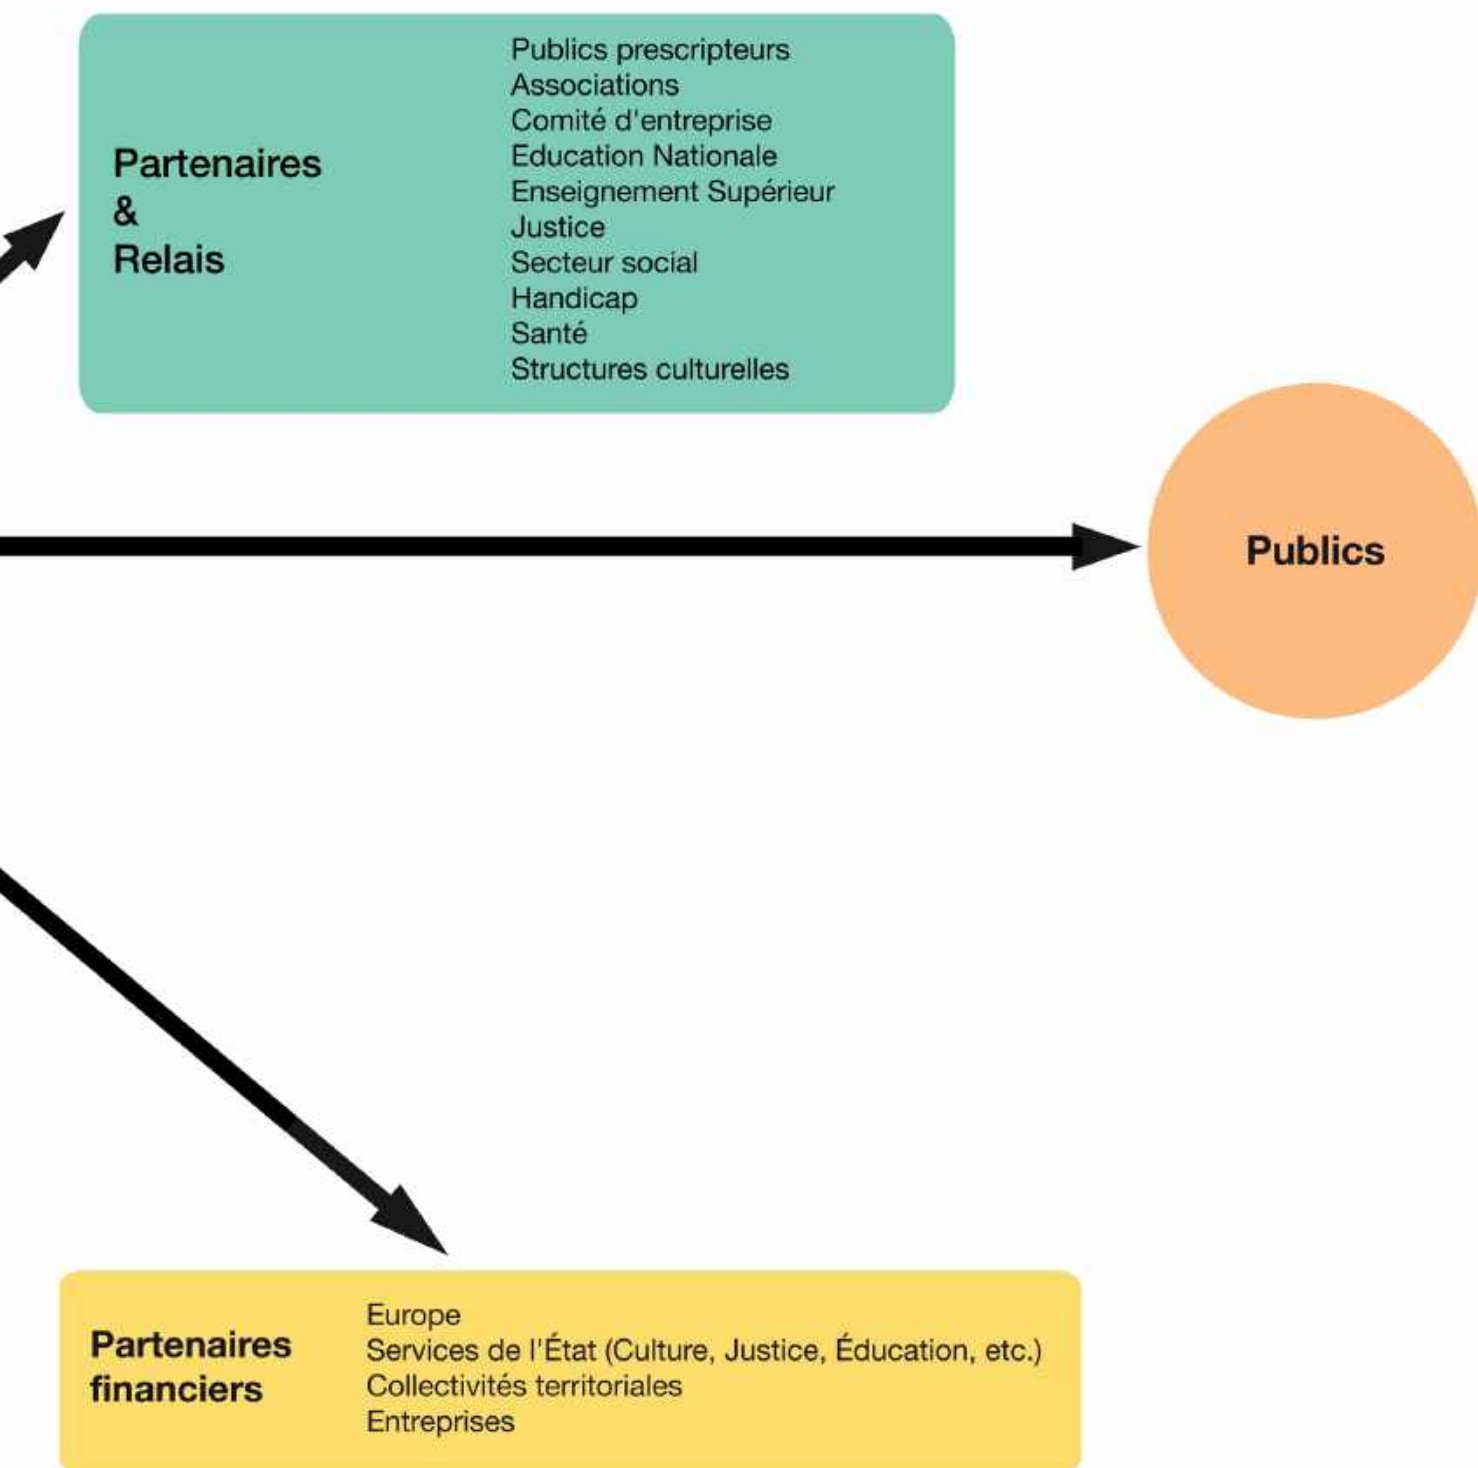 Partenaires
&
Relais
Publics prescripteurs
Associations
Comité d'entreprise
Education Nationale
Enseignement Supérieur
Justice
Secteur social
Handicap
Santé
Structures culturelles
Publics
Partenaires
financiers
Europe
Services de l'État (Culture, Justice, Éducation, etc.)
Collectivités territoriales
Entreprises